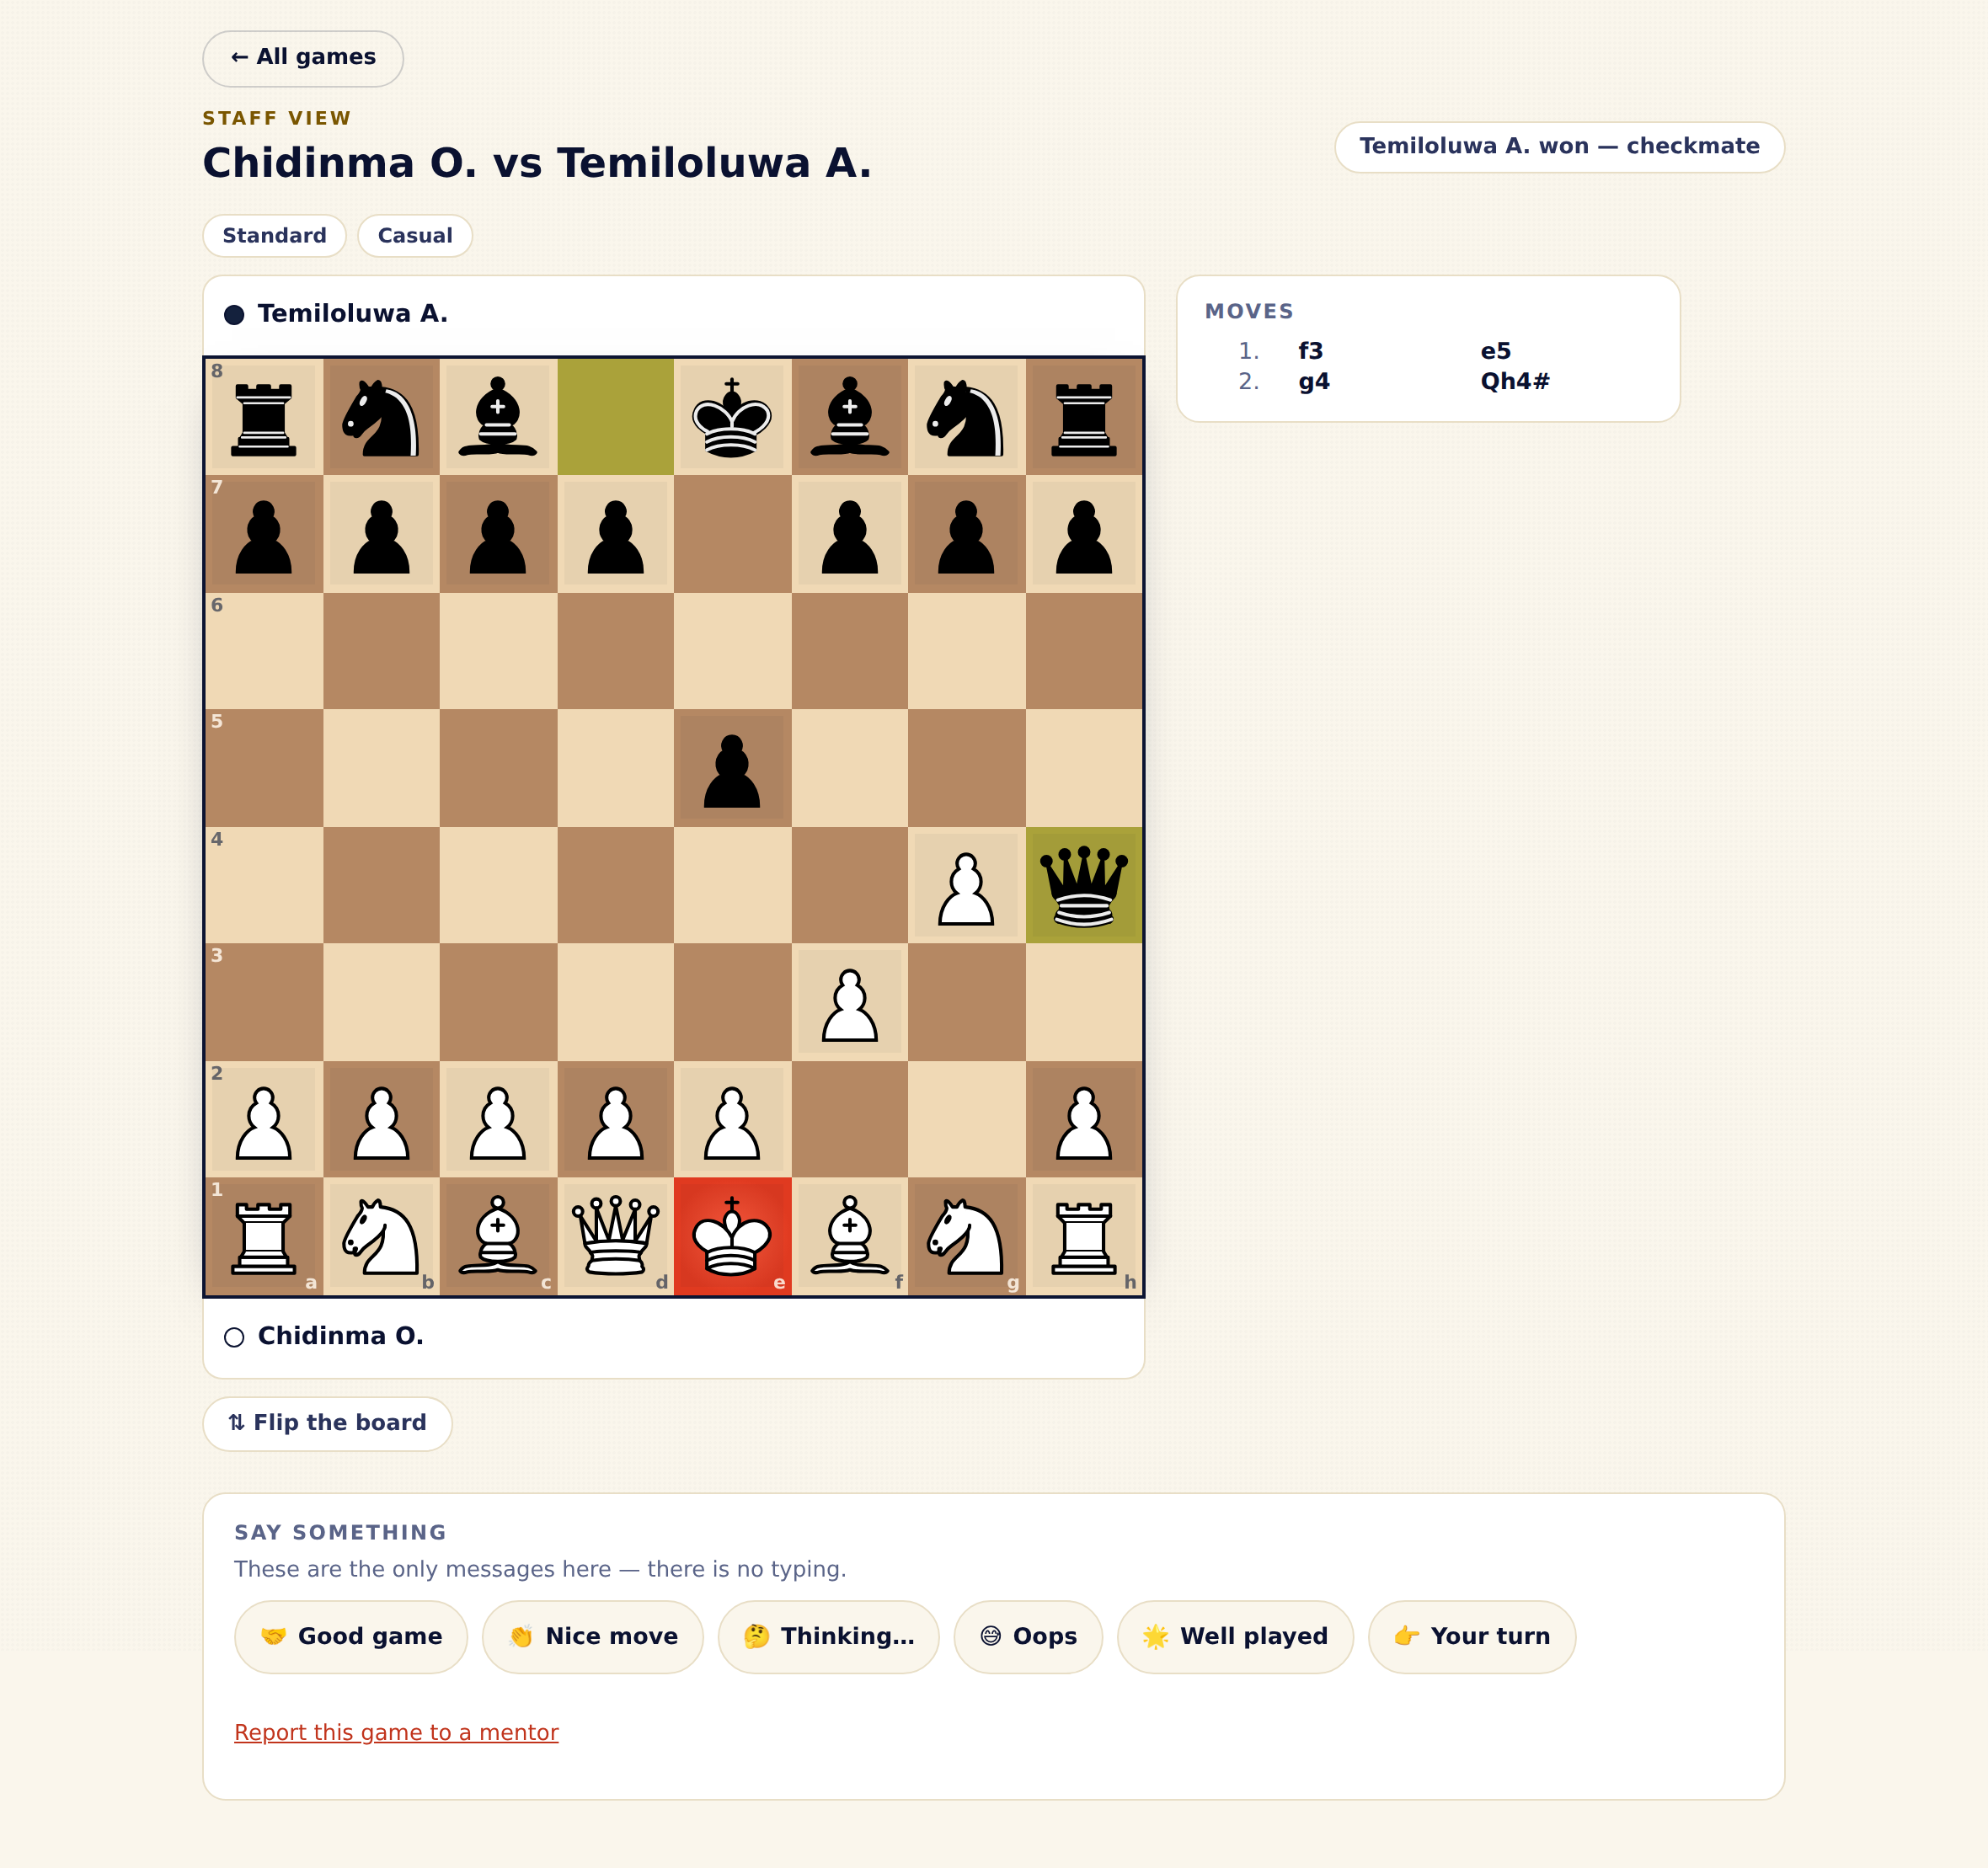 ← All games
STAFF VIEW
Chidinma O. vs Temiloluwa A.
Temiloluwa A. won — checkmate
Standard
Casual
● Temiloluwa A.
MOVES
1. f3 e5
2. g4 Qh4#
8
7
6
5
4
3
2
1
a b c d e f g h
○ Chidinma O.
⇅ Flip the board
SAY SOMETHING
These are the only messages here — there is no typing.
🤝 Good game
👏 Nice move
🤔 Thinking…
😅 Oops
🌟 Well played
👉 Your turn
Report this game to a mentor